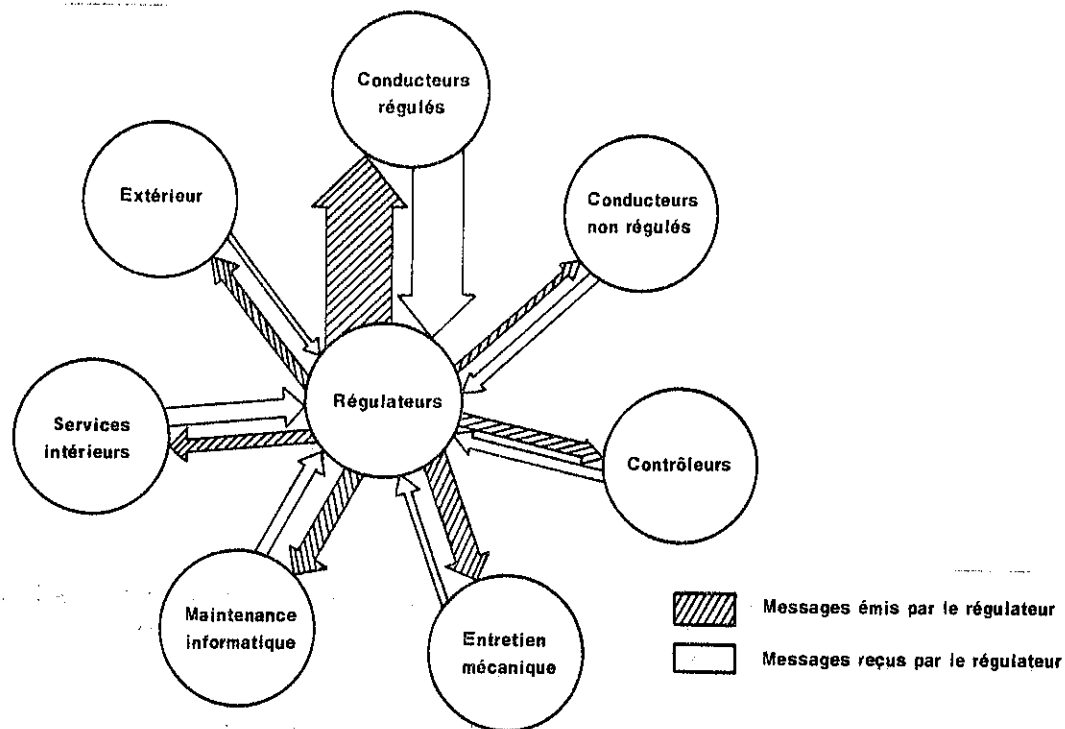 Conducteurs
régulés
Extérieur
Conducteurs
non régulés
Régulateurs
Services
intérieurs
Contrôleurs
Maintenance
informatique
Entretien
mécanique
Messages émis par le régulateur
Messages reçus par le régulateur